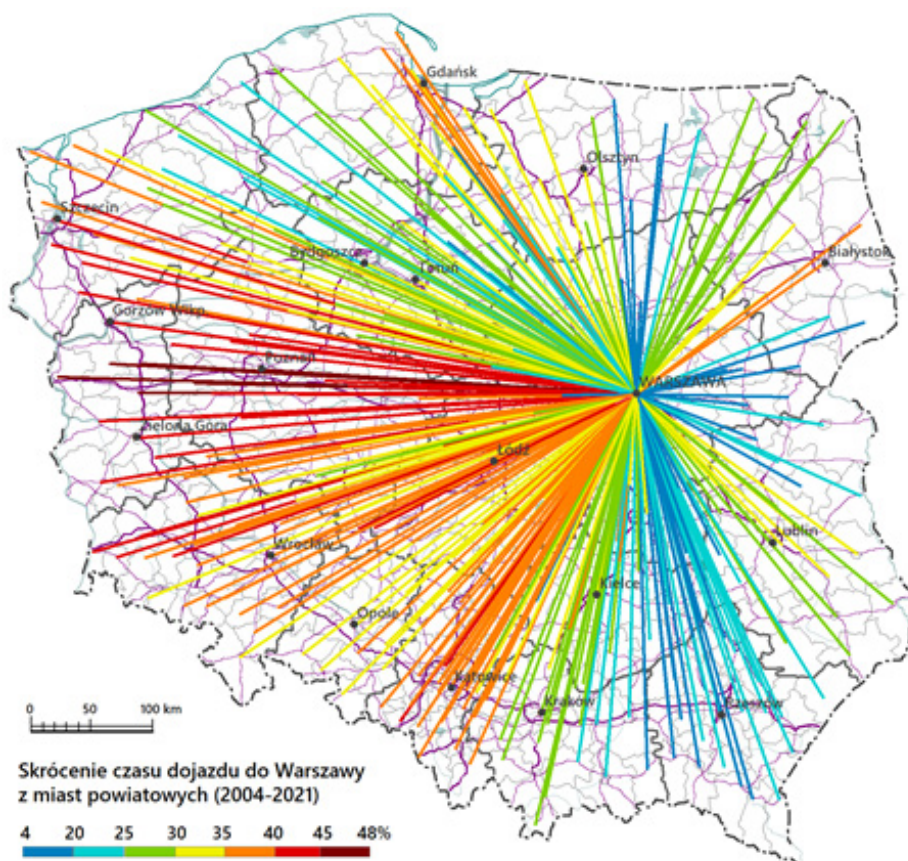 Gdańsk
Olsztyn
Szczecin
Białystok
Bydgoszcz
Toruń
Gorzów Wlkp.
Poznań
WARSZAWA
Zielona Góra
Łódź
Lublin
Wrocław
Kielce
Opole
Katowice
Kraków
Rzeszów
0 50 100 km
Skrócenie czasu dojazdu do Warszawy
z miast powiatowych (2004-2021)
4 20 25 30 35 40 45 48%